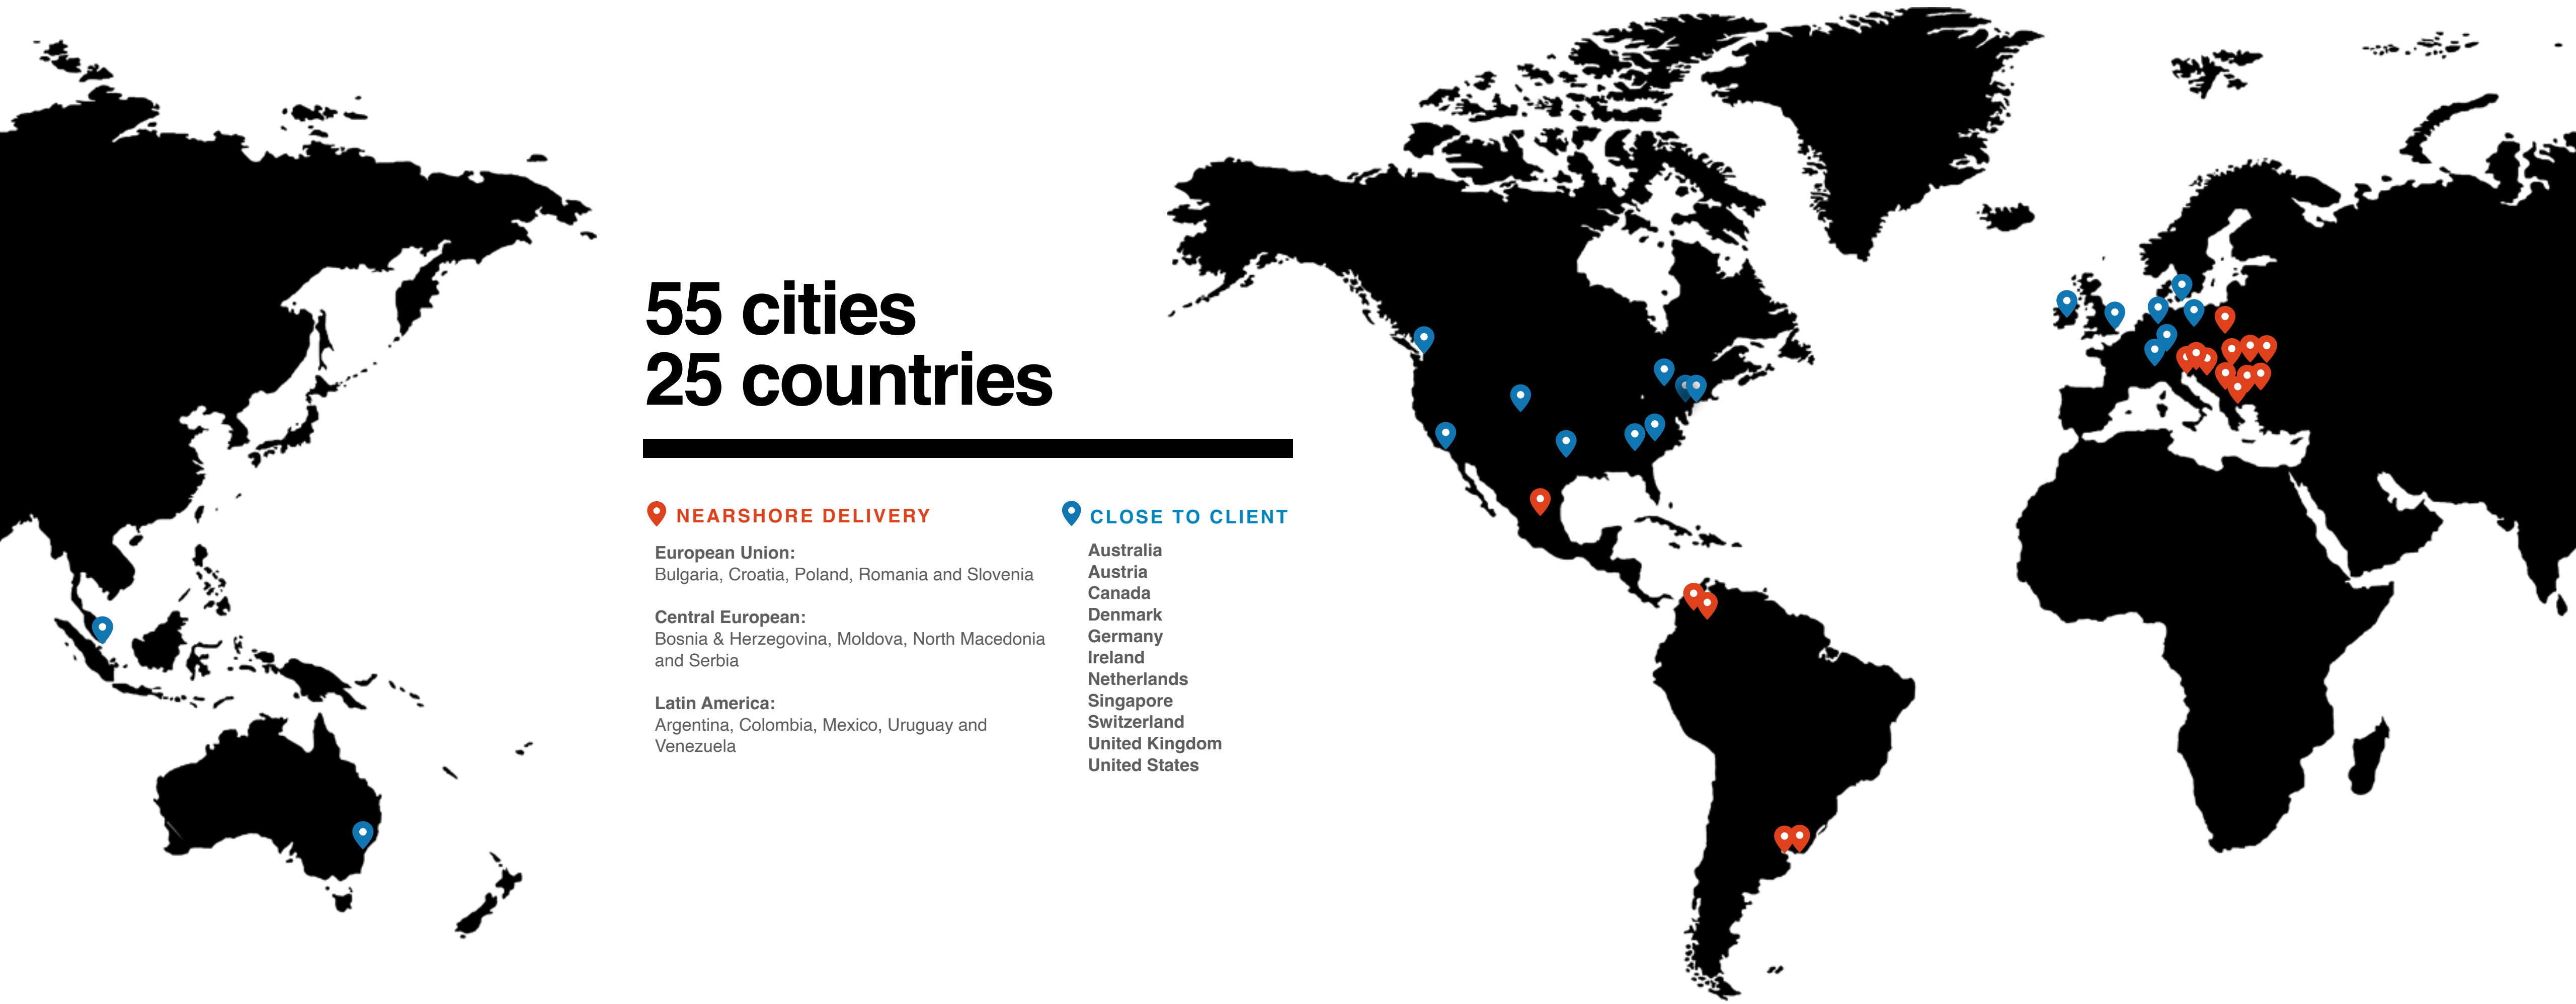 55 cities
25 countries
NEARSHORE DELIVERY
European Union:
Bulgaria, Croatia, Poland, Romania and Slovenia
Central European:
Bosnia & Herzegovina, Moldova, North Macedonia
and Serbia
Latin America:
Argentina, Colombia, Mexico, Uruguay and
Venezuela
CLOSE TO CLIENT
Australia
Austria
Canada
Denmark
Germany
Ireland
Netherlands
Singapore
Switzerland
United Kingdom
United States